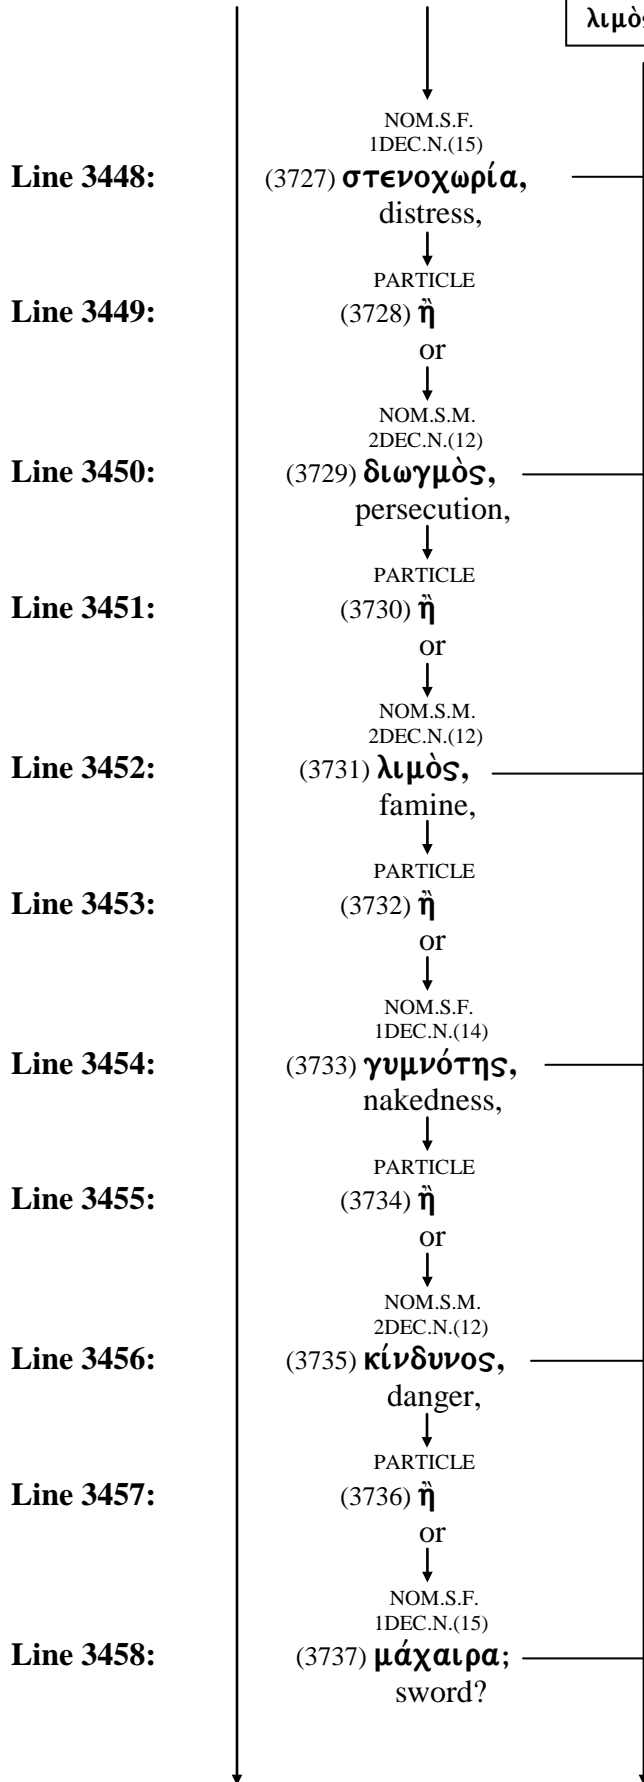 λιμὸς
NOM.S.F.
1DEC.N.(15)
Line 3448: (3727) στενοχωρία,
distress,
PARTICLE
Line 3449: (3728) ἢ
or
NOM.S.M.
2DEC.N.(12)
Line 3450: (3729) διωγμὸς,
persecution,
PARTICLE
Line 3451: (3730) ἢ
or
NOM.S.M.
2DEC.N.(12)
Line 3452: (3731) λιμὸς,
famine,
PARTICLE
Line 3453: (3732) ἢ
or
NOM.S.F.
1DEC.N.(14)
Line 3454: (3733) γυμνότης,
nakedness,
PARTICLE
Line 3455: (3734) ἢ
or
NOM.S.M.
2DEC.N.(12)
Line 3456: (3735) κίνδυνος,
danger,
PARTICLE
Line 3457: (3736) ἢ
or
NOM.S.F.
1DEC.N.(15)
Line 3458: (3737) μάχαιρα;
sword?